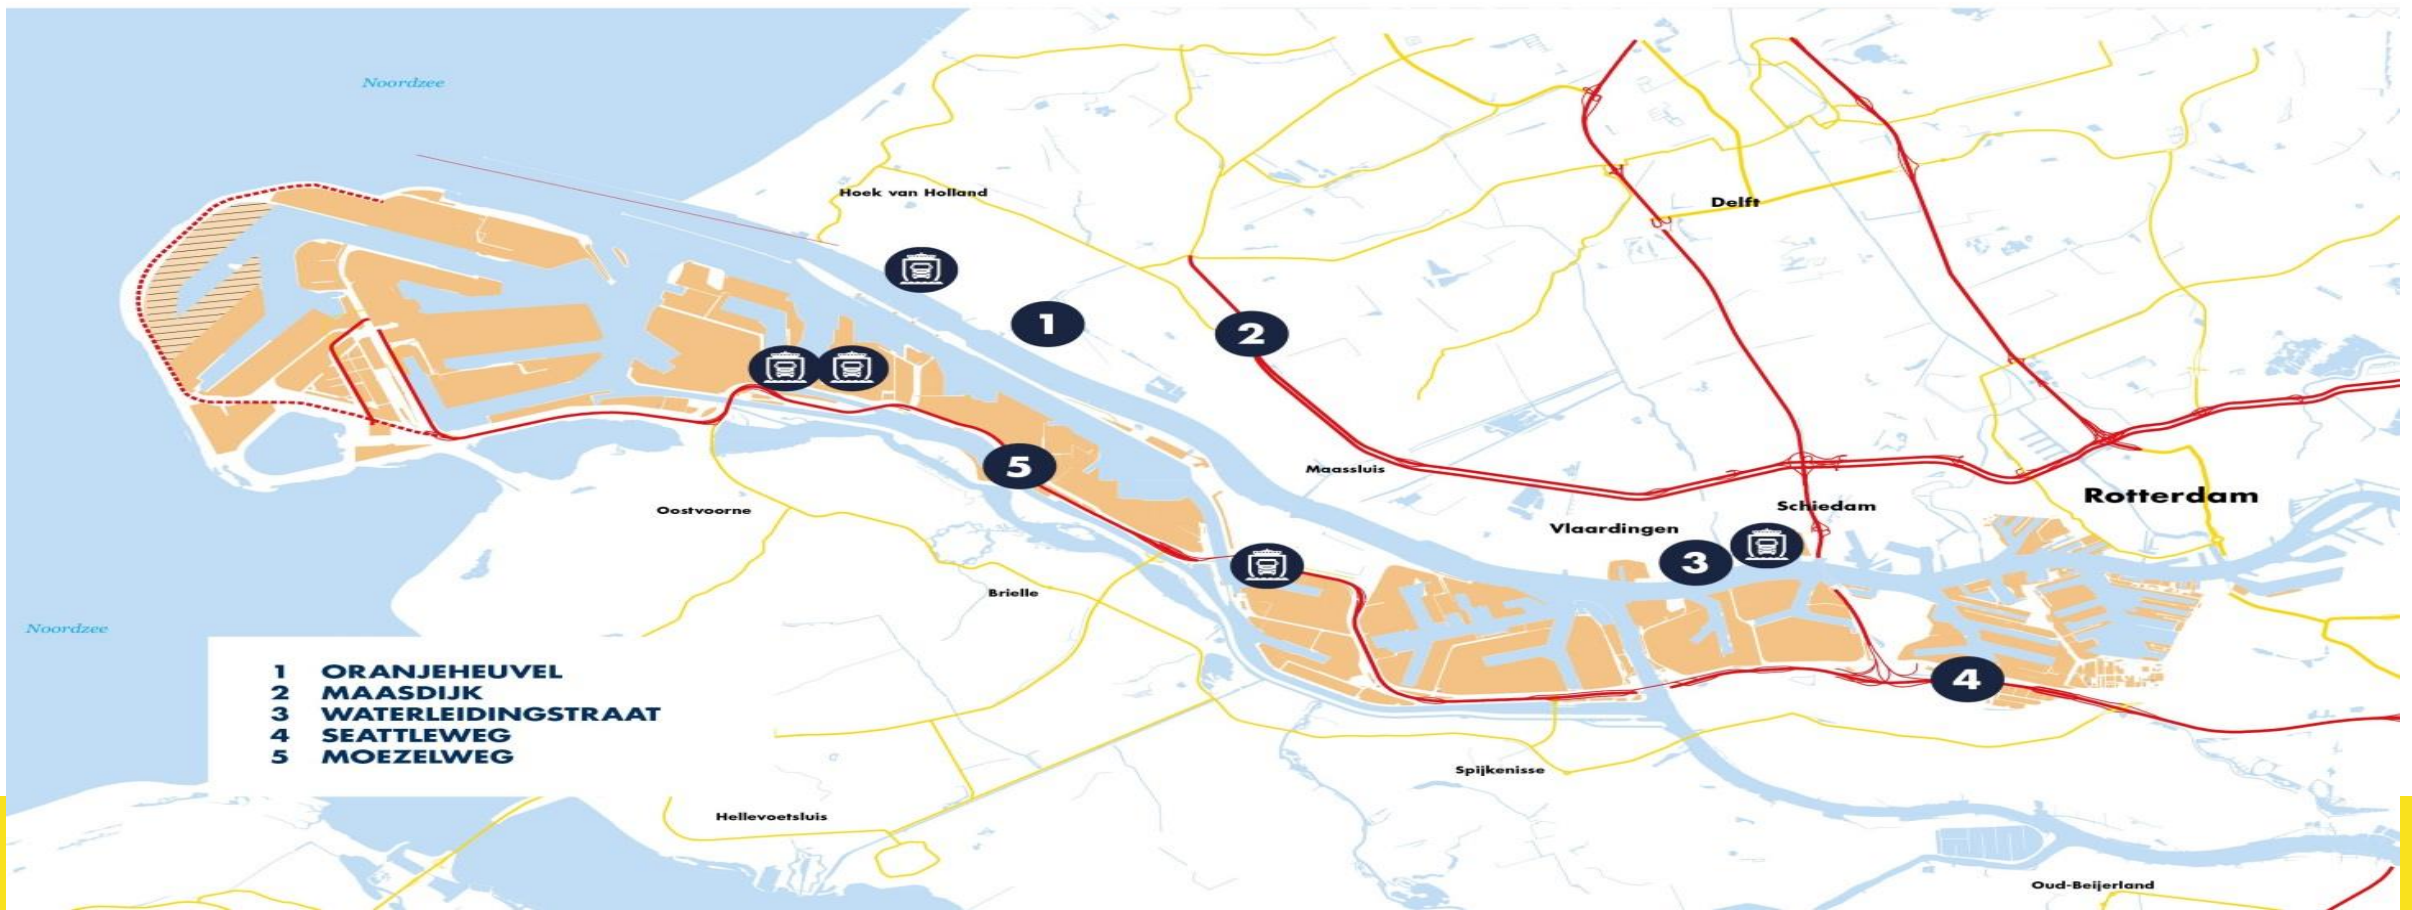 Noordzee
Hoek van Holland
Delft
1
2
5
Maassluis
Rotterdam
Oostvoorne
Schiedam
Vlaardingen
3
Brielle
Noordzee
4
1 ORANJEHEUVEL
2 MAASDIJK
3 WATERLEIDINGSTRAAT
4 SEATTLEWEG
5 MOEZELWEG
Spijkenisse
Hellevoetsluis
Oud-Beijerland